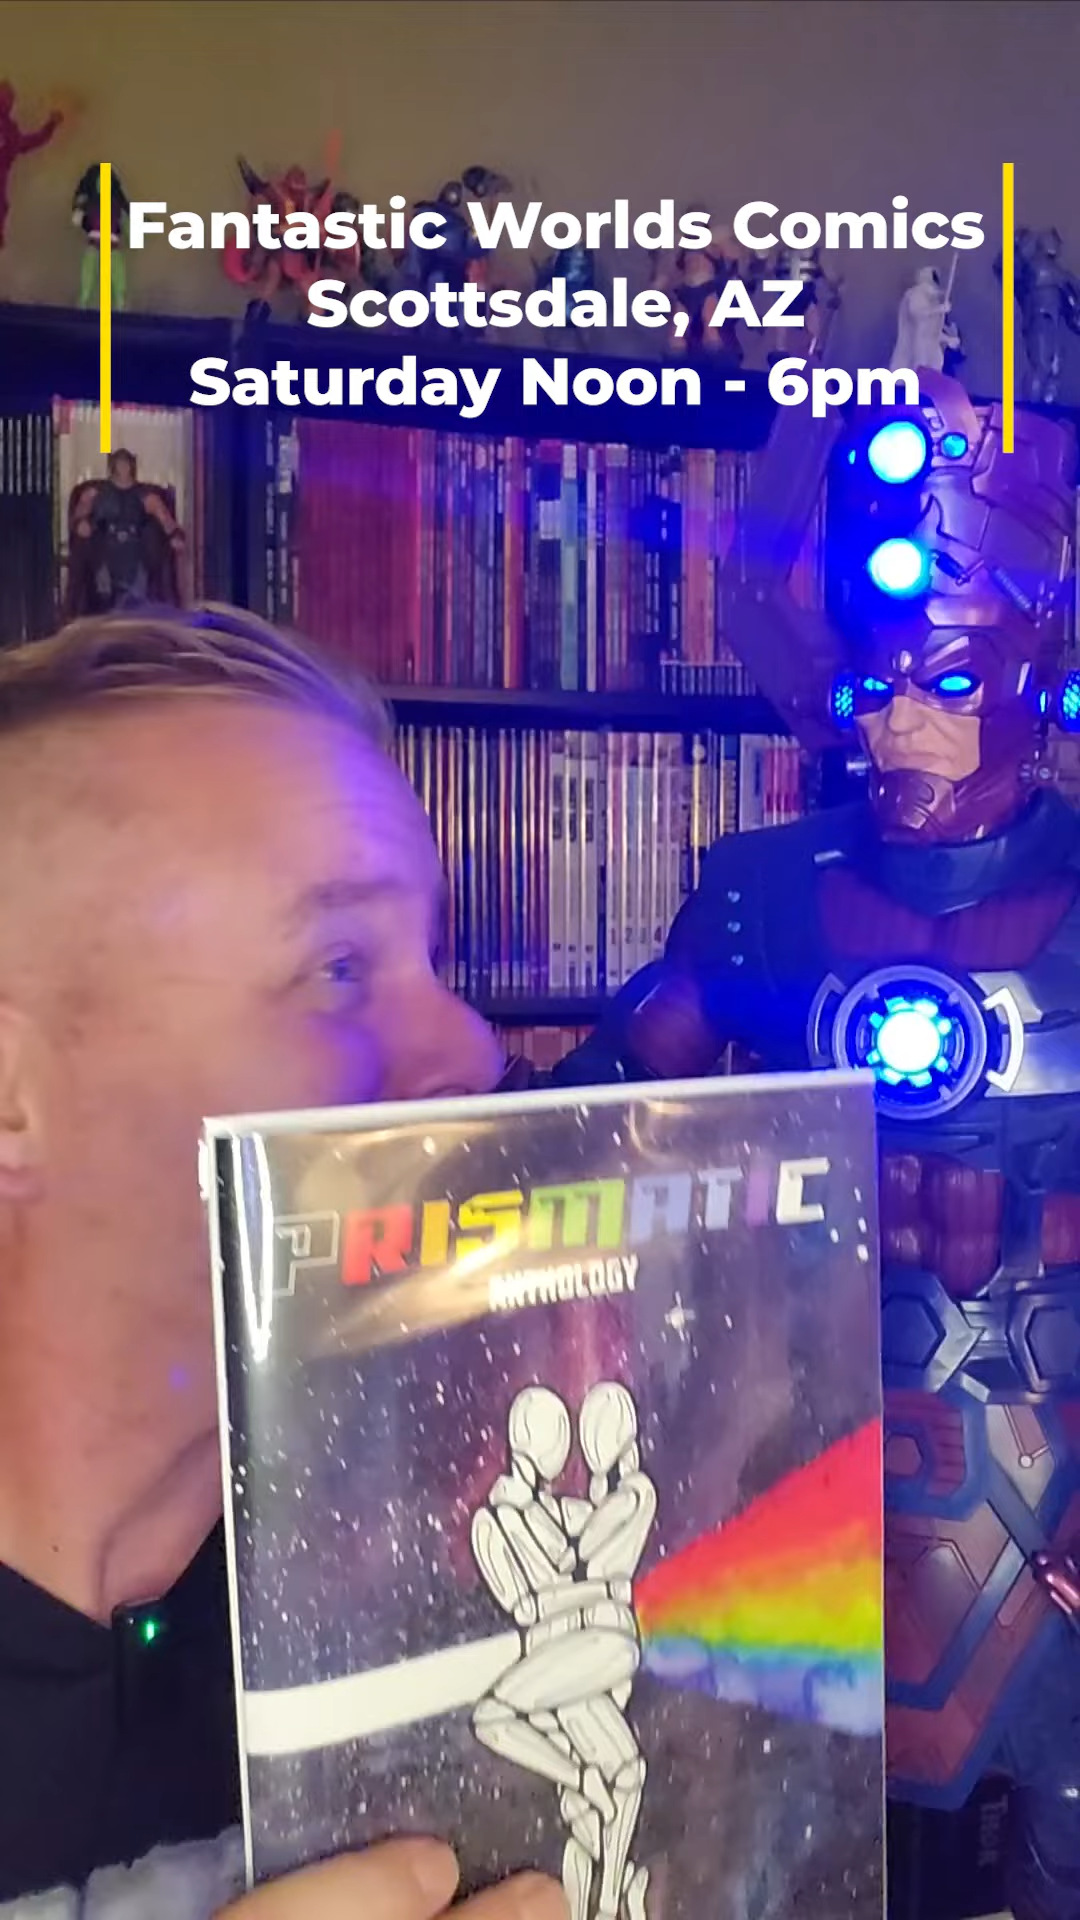 Fantastic Worlds Comics
Scottsdale, AZ
Saturday Noon - 6pm
PRISMATIC
ANTHOLOGY